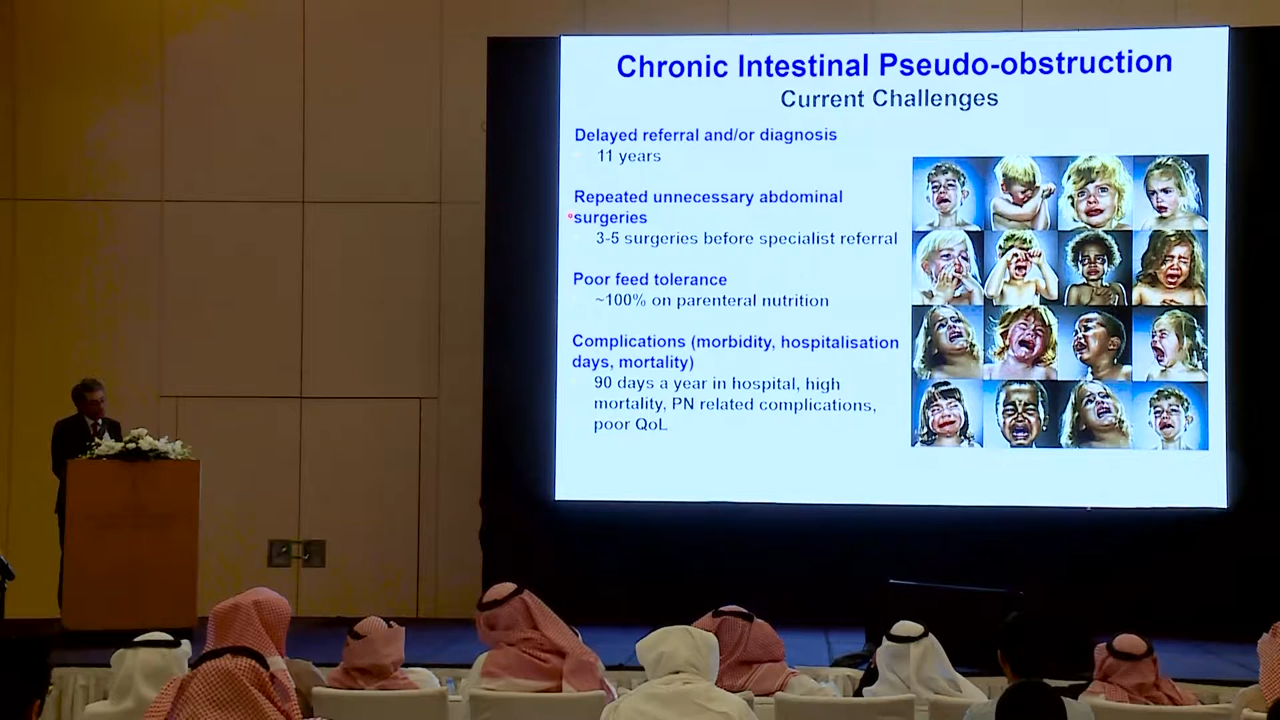 Chronic Intestinal Pseudo-obstruction
Current Challenges
Delayed referral and/or diagnosis
11 years
Repeated unnecessary abdominal
surgeries
3-5 surgeries before specialist referral
Poor feed tolerance
~100% on parenteral nutrition
Complications (morbidity, hospitalisation
days, mortality)
90 days a year in hospital, high
mortality, PN related complications,
poor QoL